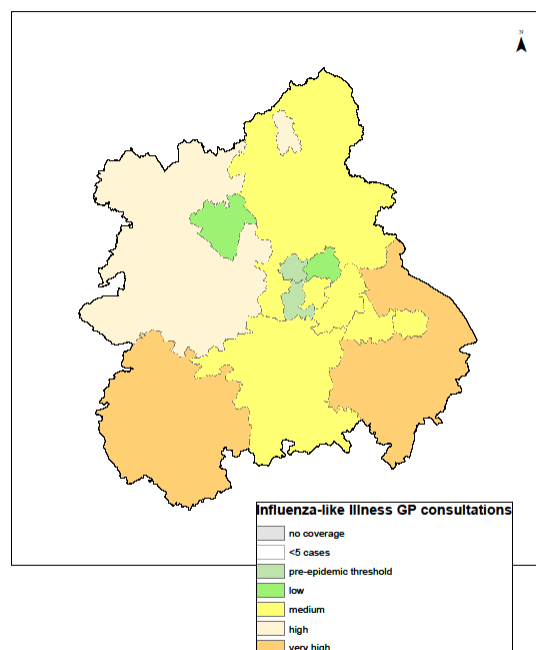 N
Influenza-like Illness GP consultations
no coverage
<5 cases
pre-epidemic threshold
low
medium
high
very high